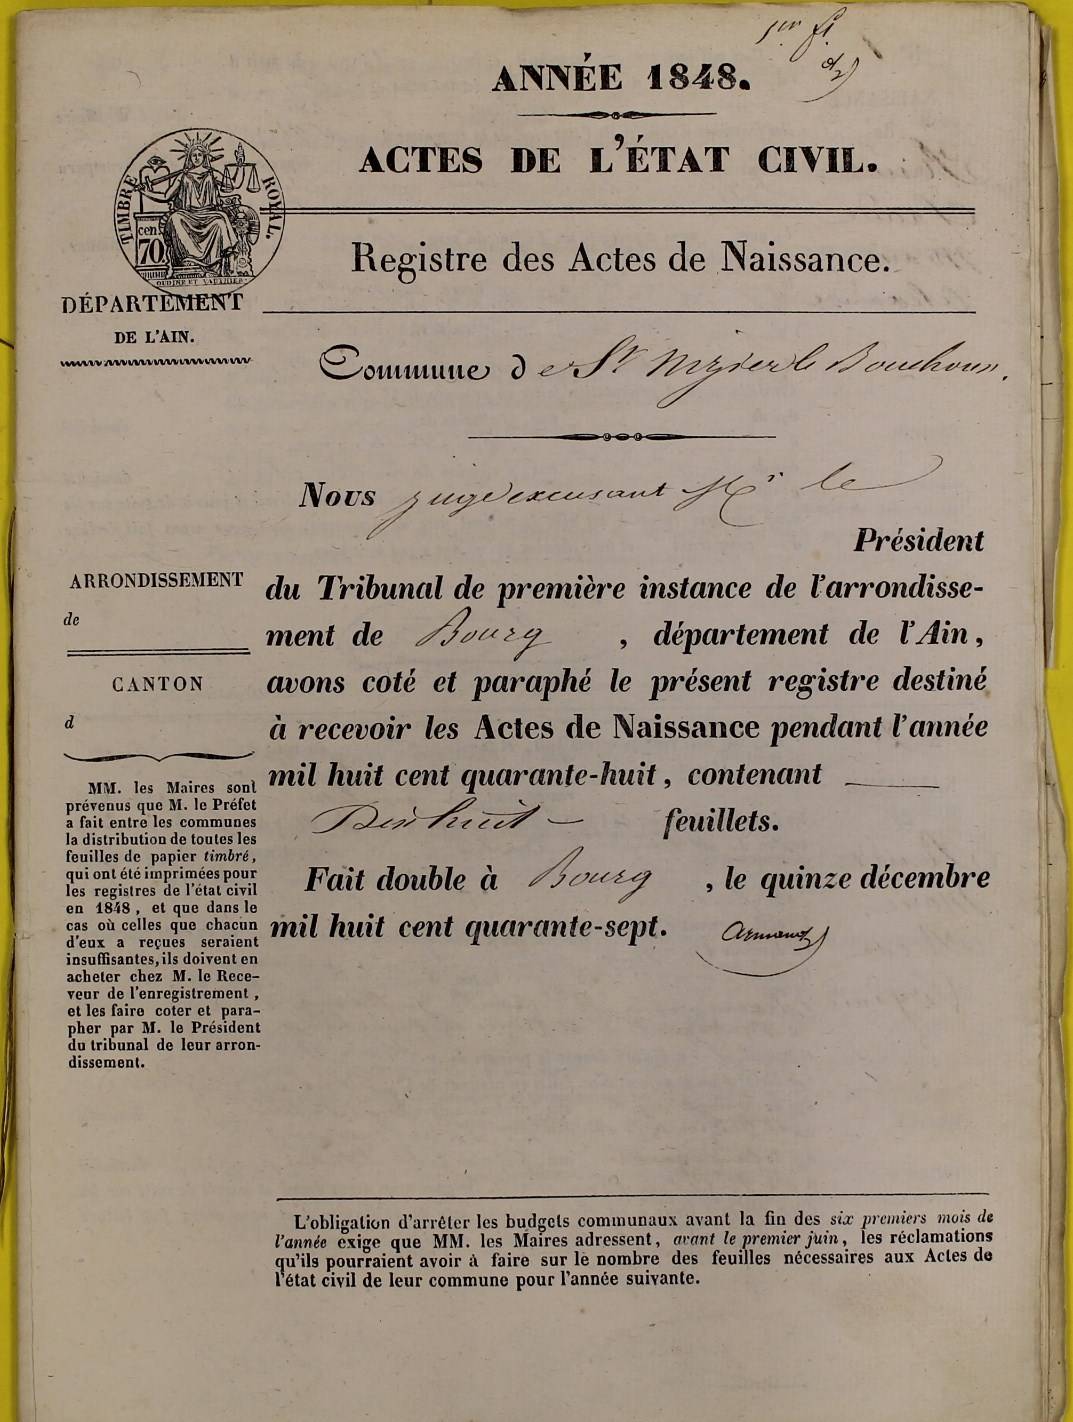 1er f.
ANNÉE 1848.
ACTES DE L'ÉTAT CIVIL.
TIMBRE ROYAL.
cen.
70
OUDINE ET VAUTHIER
Registre des Actes de Naissance.
DÉPARTEMENT
DE L'AIN.
Commune de St Nizier le Bouchoux.
Nous juge excusant Mr le
Président
du Tribunal de première instance de l'arrondisse-
ment de Bourg, département de l'Ain,
avons coté et paraphé le présent registre destiné
à recevoir les Actes de Naissance pendant l'année
mil huit cent quarante-huit, contenant
Dix huit feuillets.
Fait double à Bourg, le quinze décembre
mil huit cent quarante-sept.
Armand
ARRONDISSEMENT
de
CANTON
d
MM. les Maires sont
prévenus que M. le Préfet
a fait entre les communes
la distribution de toutes les
feuilles de papier timbré,
qui ont été imprimées pour
les registres de l'état civil
en 1848, et que dans le
cas où celles que chacun
d'eux a reçues seraient
insuffisantes, ils doivent en
acheter chez M. le Rece-
veur de l'enregistrement,
et les faire coter et para-
pher par M. le Président
du tribunal de leur arron-
dissement.
L'obligation d'arrêter les budgets communaux avant la fin des six premiers mois de
l'année exige que MM. les Maires adressent, avant le premier juin, les réclamations
qu'ils pourraient avoir à faire sur le nombre des feuilles nécessaires aux Actes de
l'état civil de leur commune pour l'année suivante.